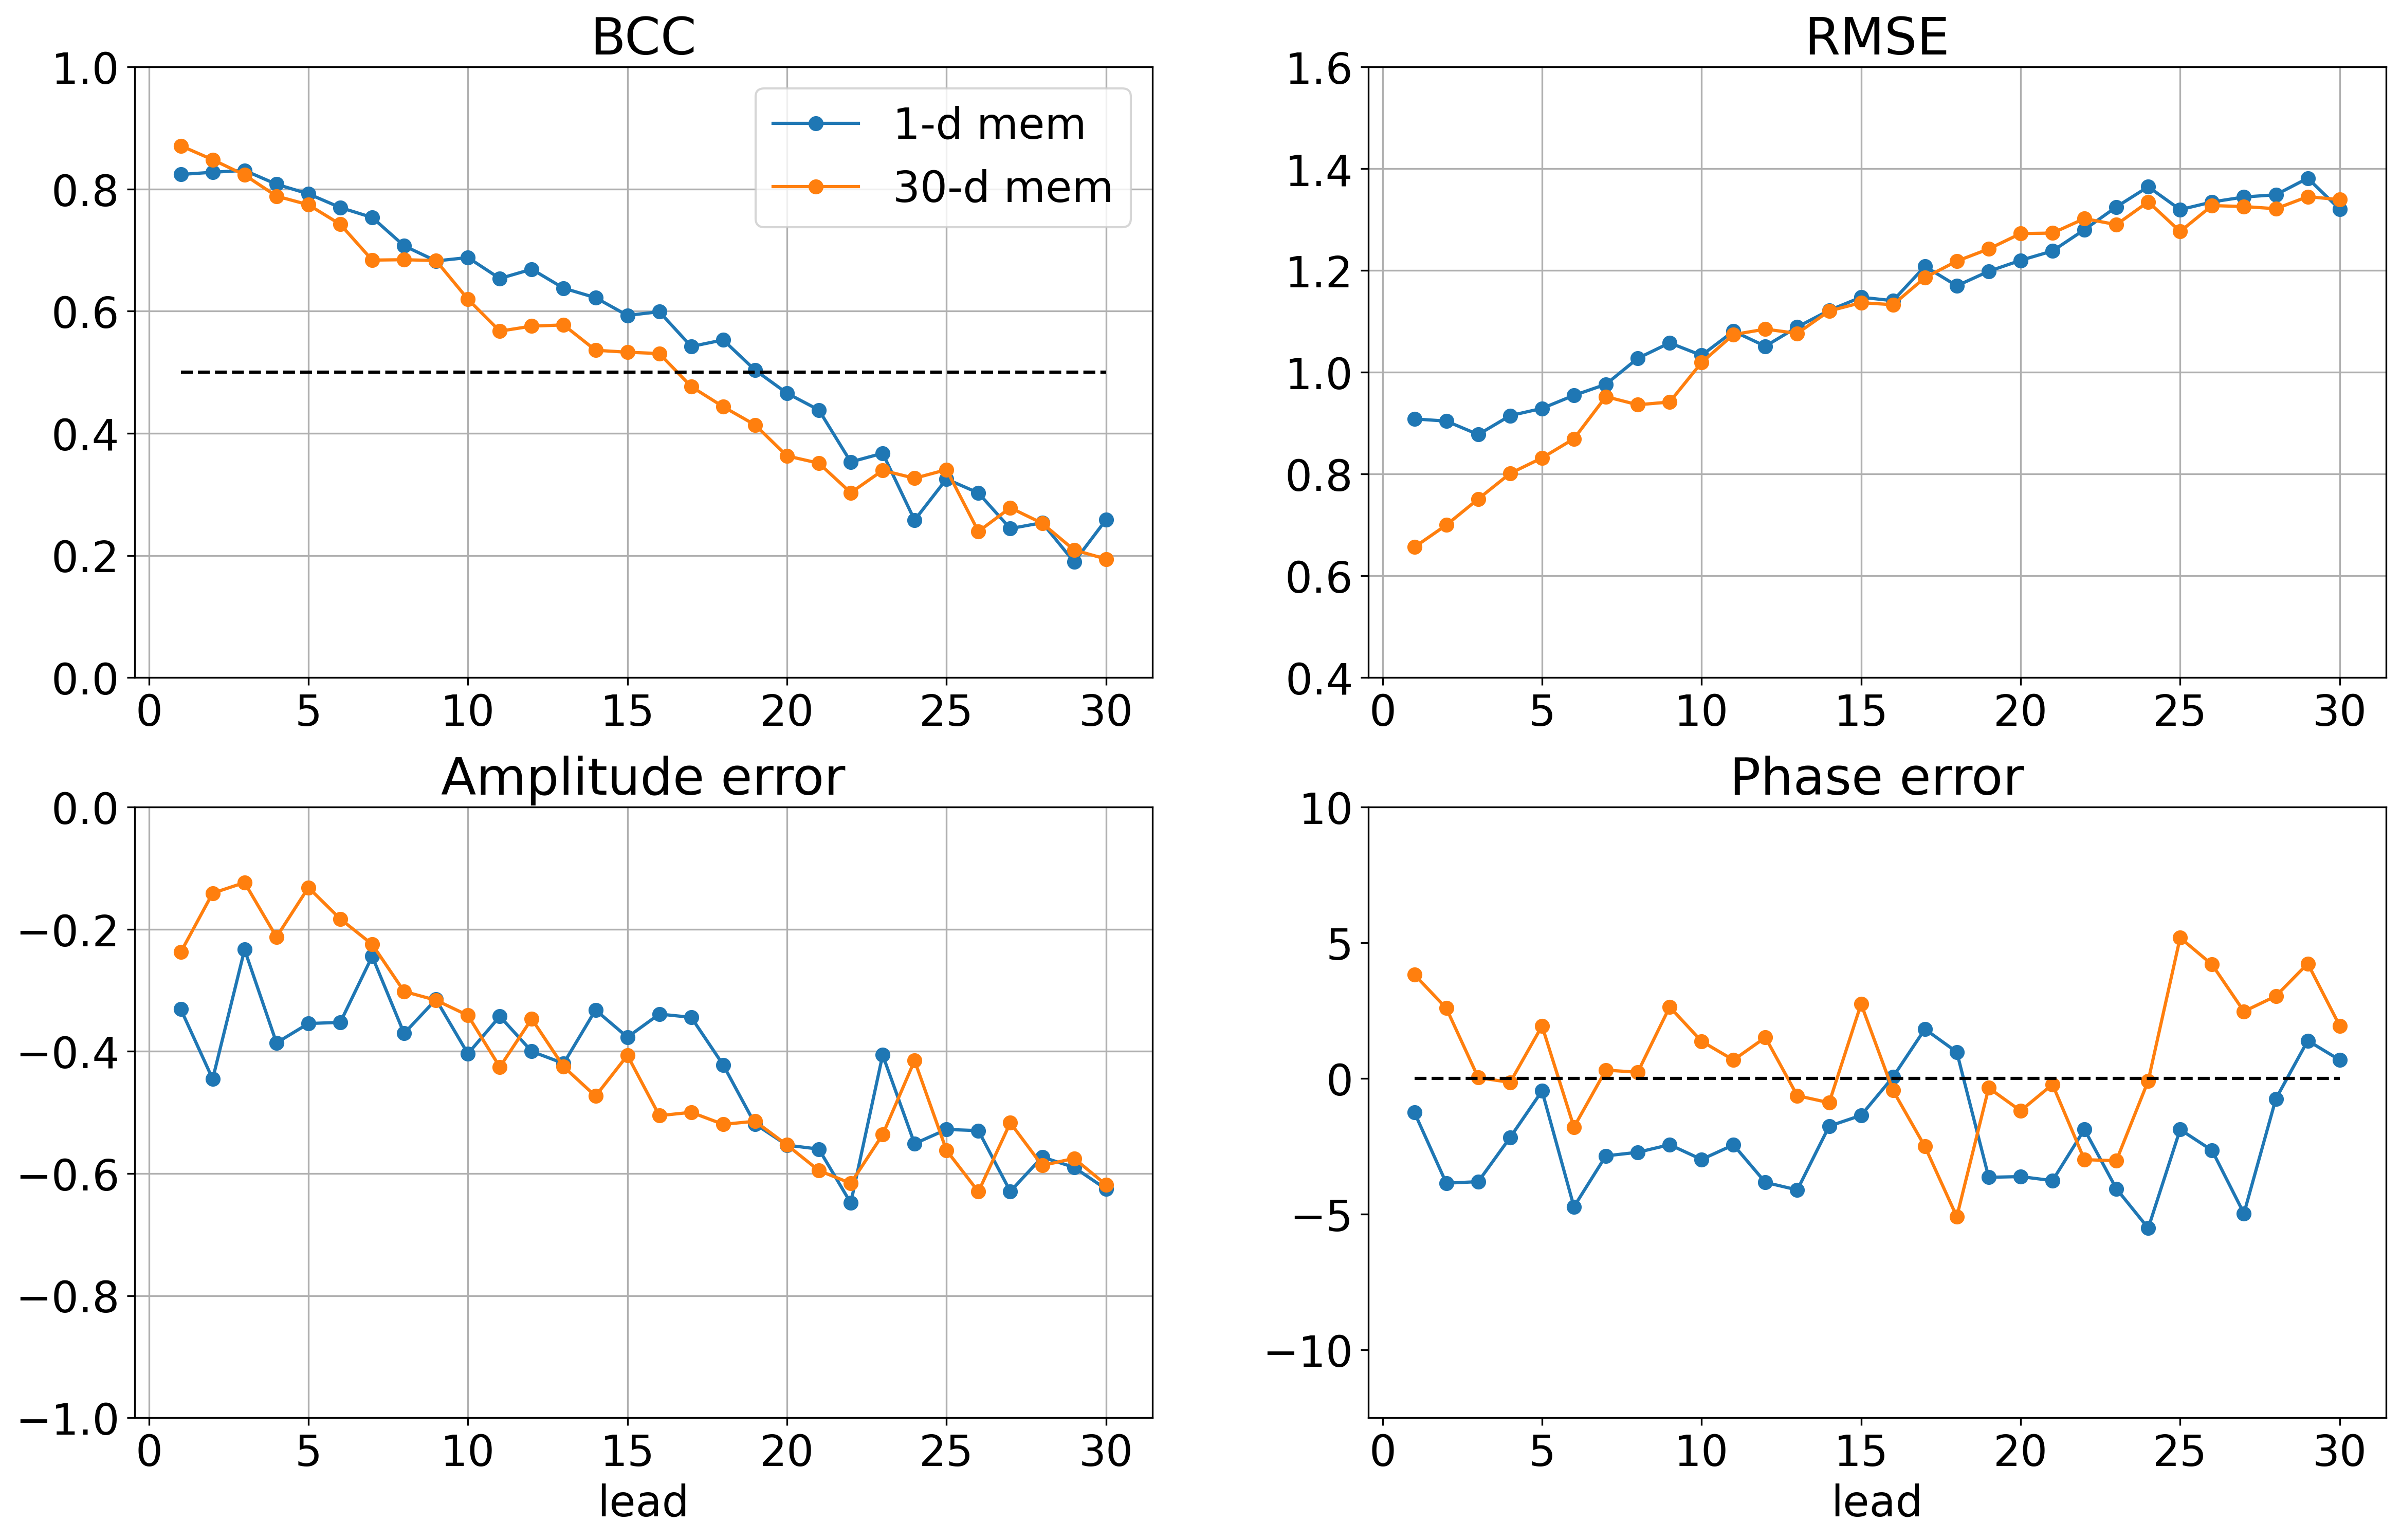 BCC
1.0
0.8
0.6
0.4
0.2
0.0
0 5 10 15 20 25 30
1-d mem
30-d mem
RMSE
1.6
1.4
1.2
1.0
0.8
0.6
0.4
0 5 10 15 20 25 30
Amplitude error
0.0
−0.2
−0.4
−0.6
−0.8
−1.0
0 5 10 15 20 25 30
lead
Phase error
10
5
0
−5
−10
0 5 10 15 20 25 30
lead